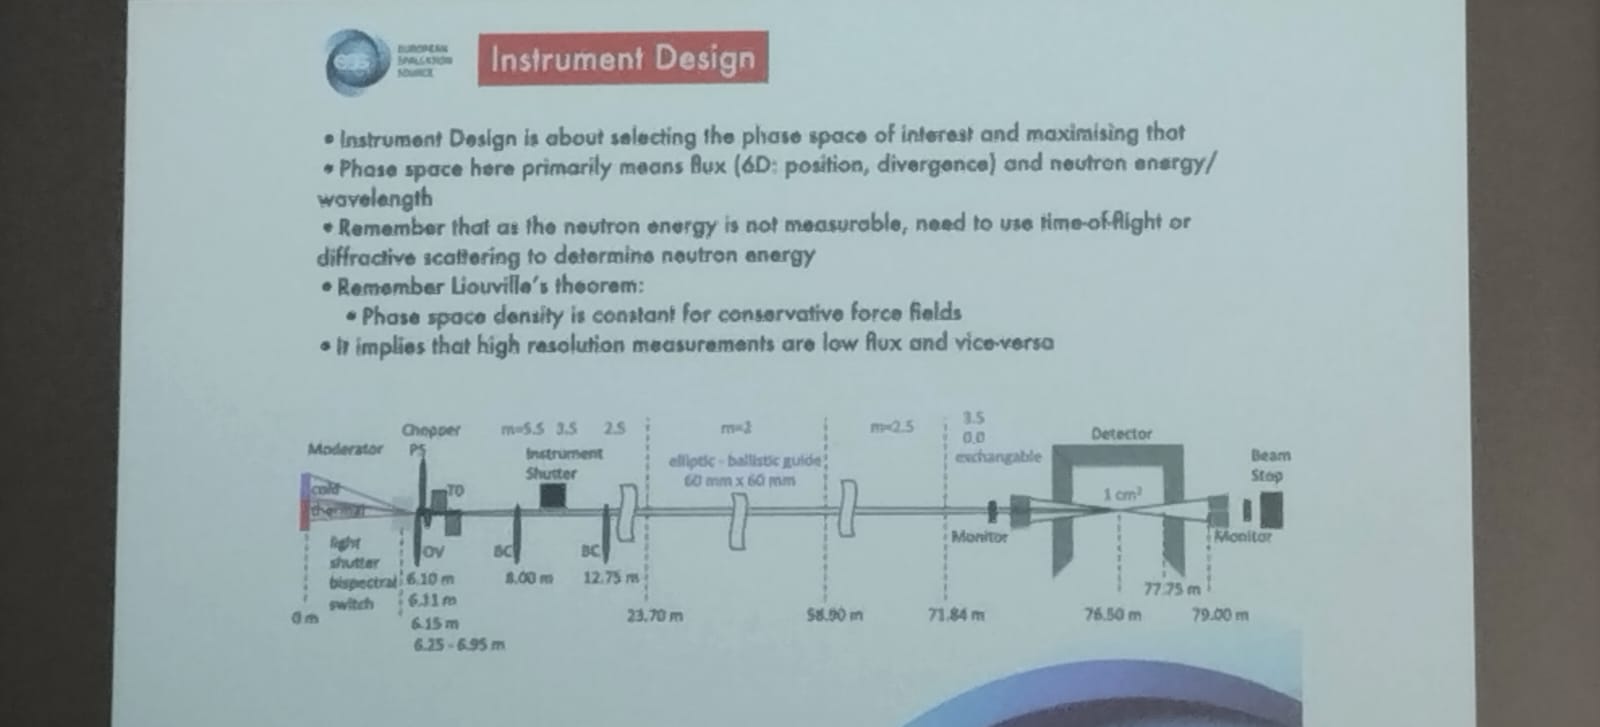 ess
EUROPEAN
SPALLATION
SOURCE
Instrument Design
• Instrument Design is about selecting the phase space of interest and maximising that
• Phase space here primarily means flux (6D: position, divergence) and neutron energy/
wavelength
• Remember that as the neutron energy is not measurable, need to use time-of-flight or
diffractive scattering to determine neutron energy
• Remember Liouville's theorem:
• Phase space density is constant for conservative force fields
• It implies that high resolution measurements are low flux and vice-versa
Moderator
cold
thermal
Chopper
PS
TO
OV
m=5.5 3.5 2.5
Instrument
Shutter
BC
BC
m=2
elliptic - ballistic guide
60 mm x 60 mm
m=2.5
3.5
0.0
exchangable
Monitor
Detector
1 cm²
Monitor
Beam
Stop
light
shutter
bispectral
switch
0 m
6.10 m
6.11 m
6.15 m
6.25 - 6.95 m
8.00 m
12.75 m
23.70 m
58.90 m
71.84 m
76.50 m
77.75 m
79.00 m